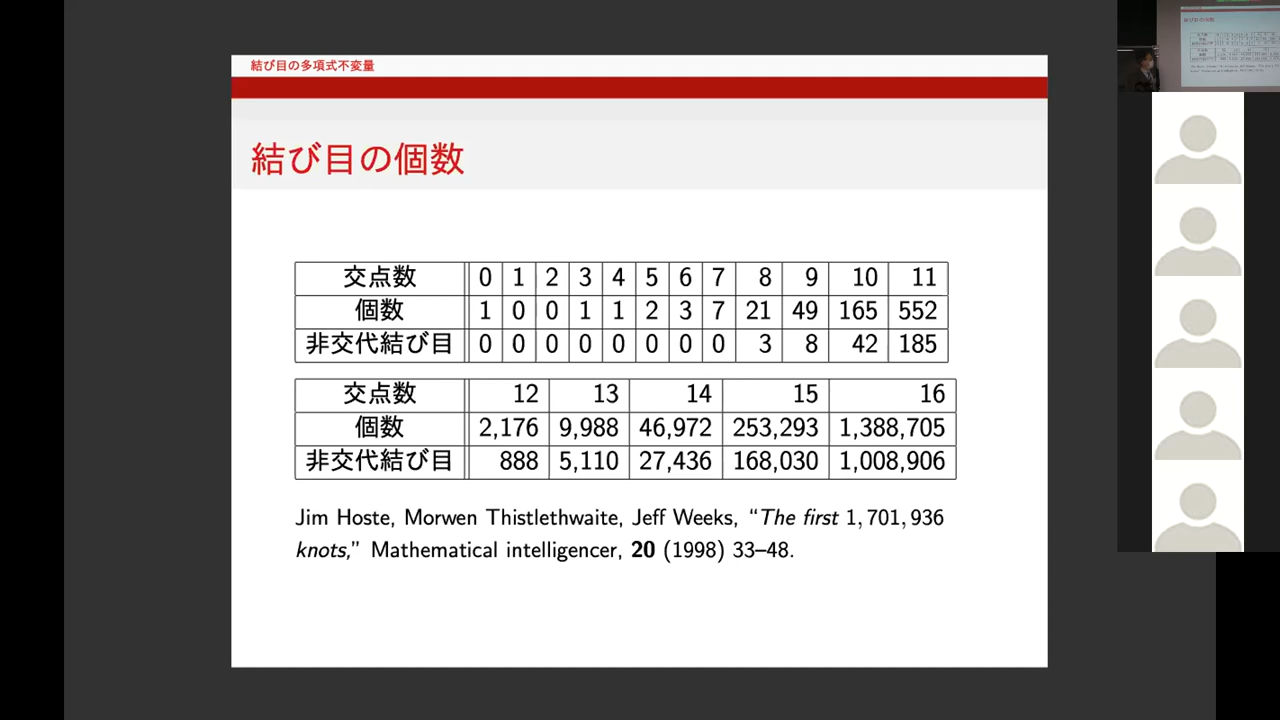 結び目の多項式不変量
結び目の個数
交点数 0 1 2 3 4 5 6 7 8 9 10 11
個数 1 0 0 1 1 2 3 7 21 49 165 552
非交代結び目 0 0 0 0 0 0 0 0 3 8 42 185
交点数 12 13 14 15 16
個数 2,176 9,988 46,972 253,293 1,388,705
非交代結び目 888 5,110 27,436 168,030 1,008,906
Jim Hoste, Morwen Thistlethwaite, Jeff Weeks, “The first 1, 701, 936
knots,” Mathematical intelligencer, 20 (1998) 33–48.